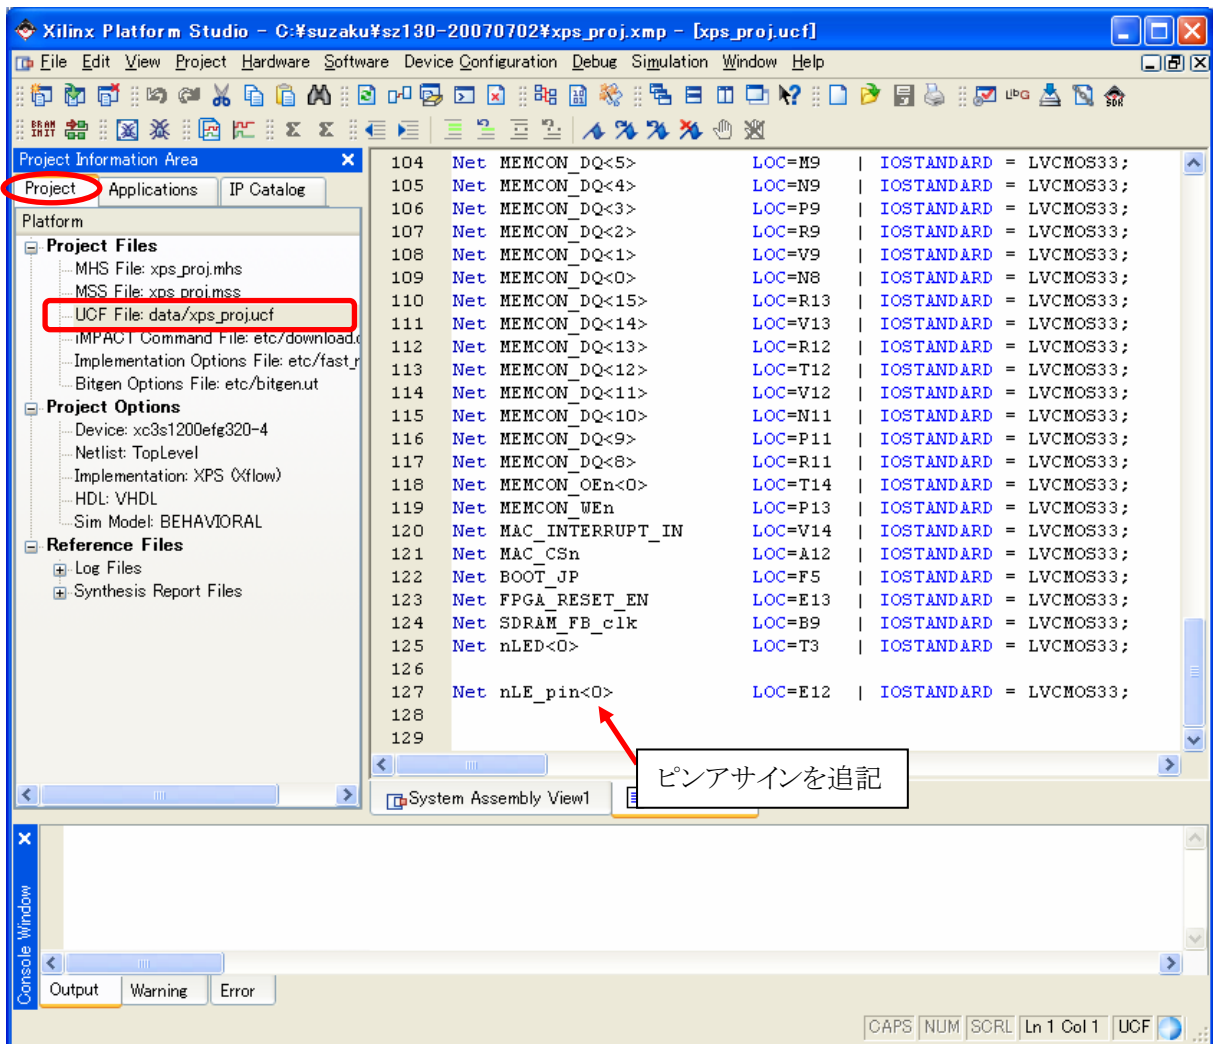 Xilinx Platform Studio - C:¥suzaku¥sz130-20070702¥xps_proj.xmp - [xps_proj.ucf]
File Edit View Project Hardware Software Device Configuration Debug Simulation Window Help
Project Information Area
Project Applications IP Catalog
Platform
Project Files
MHS File: xps_proj.mhs
MSS File: xps_proj.mss
UCF File: data/xps_proj.ucf
iMPACT Command File: etc/download.c
Implementation Options File: etc/fast_r
Bitgen Options File: etc/bitgen.ut
Project Options
Device: xc3s1200efg320-4
Netlist: TopLevel
Implementation: XPS (Xflow)
HDL: VHDL
Sim Model: BEHAVIORAL
Reference Files
Log Files
Synthesis Report Files
104 Net MEMCON_DQ<5> LOC=M9 | IOSTANDARD = LVCMOS33;
105 Net MEMCON_DQ<4> LOC=N9 | IOSTANDARD = LVCMOS33;
106 Net MEMCON_DQ<3> LOC=P9 | IOSTANDARD = LVCMOS33;
107 Net MEMCON_DQ<2> LOC=R9 | IOSTANDARD = LVCMOS33;
108 Net MEMCON_DQ<1> LOC=V9 | IOSTANDARD = LVCMOS33;
109 Net MEMCON_DQ<0> LOC=N8 | IOSTANDARD = LVCMOS33;
110 Net MEMCON_DQ<15> LOC=R13 | IOSTANDARD = LVCMOS33;
111 Net MEMCON_DQ<14> LOC=V13 | IOSTANDARD = LVCMOS33;
112 Net MEMCON_DQ<13> LOC=R12 | IOSTANDARD = LVCMOS33;
113 Net MEMCON_DQ<12> LOC=T12 | IOSTANDARD = LVCMOS33;
114 Net MEMCON_DQ<11> LOC=V12 | IOSTANDARD = LVCMOS33;
115 Net MEMCON_DQ<10> LOC=N11 | IOSTANDARD = LVCMOS33;
116 Net MEMCON_DQ<9> LOC=P11 | IOSTANDARD = LVCMOS33;
117 Net MEMCON_DQ<8> LOC=R11 | IOSTANDARD = LVCMOS33;
118 Net MEMCON_OEn<0> LOC=T14 | IOSTANDARD = LVCMOS33;
119 Net MEMCON_WEn LOC=P13 | IOSTANDARD = LVCMOS33;
120 Net MAC_INTERRUPT_IN LOC=V14 | IOSTANDARD = LVCMOS33;
121 Net MAC_CSn LOC=A12 | IOSTANDARD = LVCMOS33;
122 Net BOOT_JP LOC=F5 | IOSTANDARD = LVCMOS33;
123 Net FPGA_RESET_EN LOC=E13 | IOSTANDARD = LVCMOS33;
124 Net SDRAM_FB_clk LOC=B9 | IOSTANDARD = LVCMOS33;
125 Net nLED<0> LOC=T3 | IOSTANDARD = LVCMOS33;
126
127 Net nLE_pin<0> LOC=E12 | IOSTANDARD = LVCMOS33;
128
129
ピンアサインを追記
System Assembly View1
Console Window
Output Warning Error
CAPS NUM SCRL Ln 1 Col 1 UCF